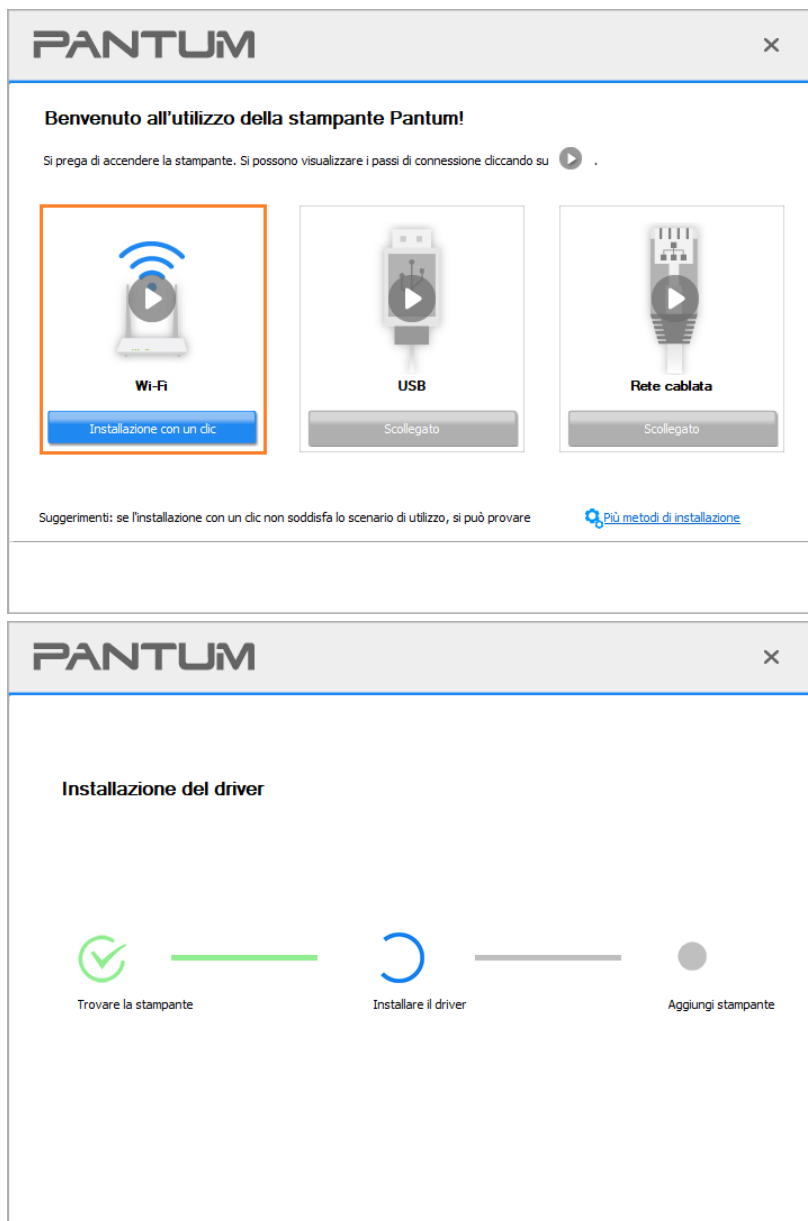 PANTUM
Benvenuto all'utilizzo della stampante Pantum!
Si prega di accendere la stampante. Si possono visualizzare i passi di connessione cliccando su .
Wi-Fi
USB
Rete cablata
Installazione con un clic
Scollegato
Scollegato
Suggerimenti: se l'installazione con un clic non soddisfa lo scenario di utilizzo, si può provare Più metodi di installazione
PANTUM
Installazione del driver
Trovare la stampante
Installare il driver
Aggiungi stampante